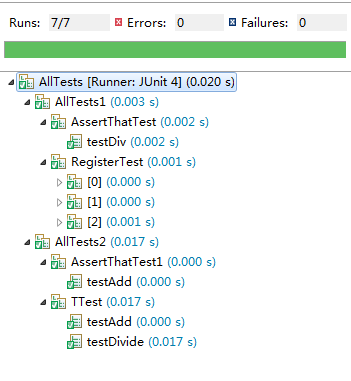 Runs: 7/7 Errors: 0 Failures: 0
AllTests [Runner: JUnit 4] (0.020 s)
AllTests1 (0.003 s)
AssertThatTest (0.002 s)
testDiv (0.002 s)
RegisterTest (0.001 s)
[0] (0.000 s)
[1] (0.000 s)
[2] (0.001 s)
AllTests2 (0.017 s)
AssertThatTest1 (0.000 s)
testAdd (0.000 s)
TTest (0.017 s)
testAdd (0.000 s)
testDivide (0.017 s)